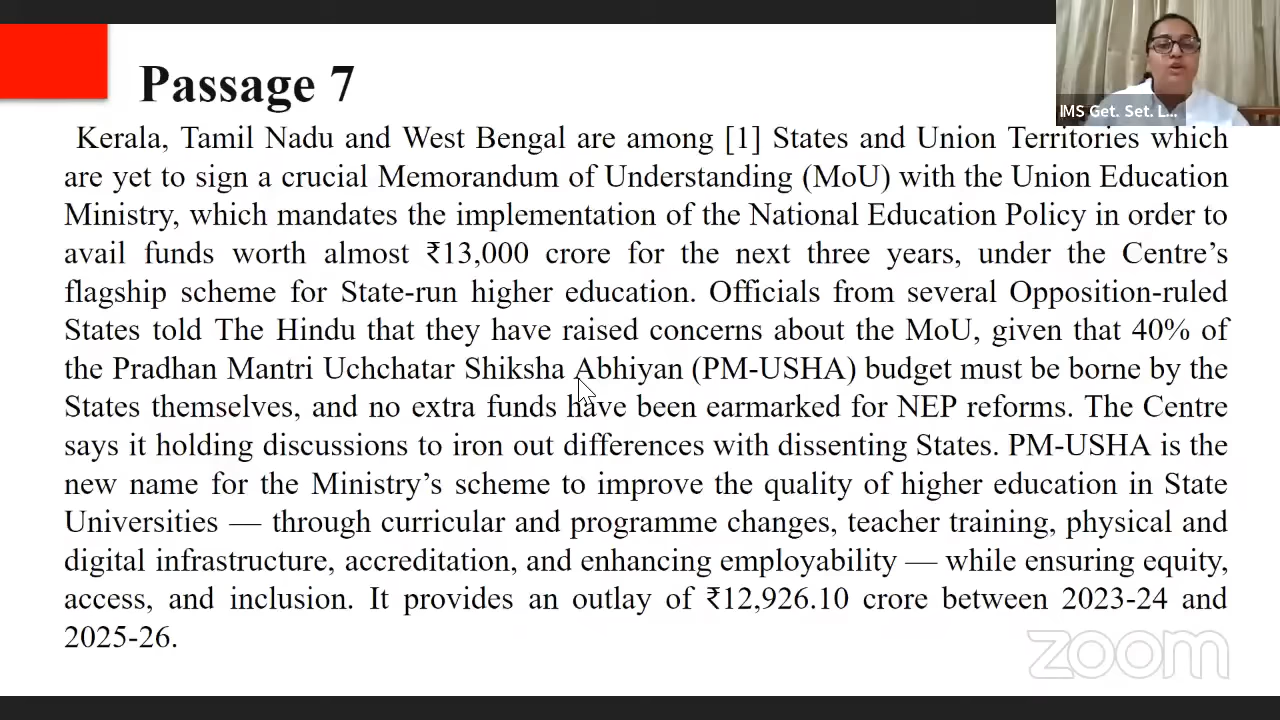 Passage 7
IMS Get. Set. L...
Kerala, Tamil Nadu and West Bengal are among [1] States and Union Territories which
are yet to sign a crucial Memorandum of Understanding (MoU) with the Union Education
Ministry, which mandates the implementation of the National Education Policy in order to
avail funds worth almost ₹13,000 crore for the next three years, under the Centre’s
flagship scheme for State-run higher education. Officials from several Opposition-ruled
States told The Hindu that they have raised concerns about the MoU, given that 40% of
the Pradhan Mantri Uchchatar Shiksha Abhiyan (PM-USHA) budget must be borne by the
States themselves, and no extra funds have been earmarked for NEP reforms. The Centre
says it holding discussions to iron out differences with dissenting States. PM-USHA is the
new name for the Ministry’s scheme to improve the quality of higher education in State
Universities — through curricular and programme changes, teacher training, physical and
digital infrastructure, accreditation, and enhancing employability — while ensuring equity,
access, and inclusion. It provides an outlay of ₹12,926.10 crore between 2023-24 and
2025-26.
zoom